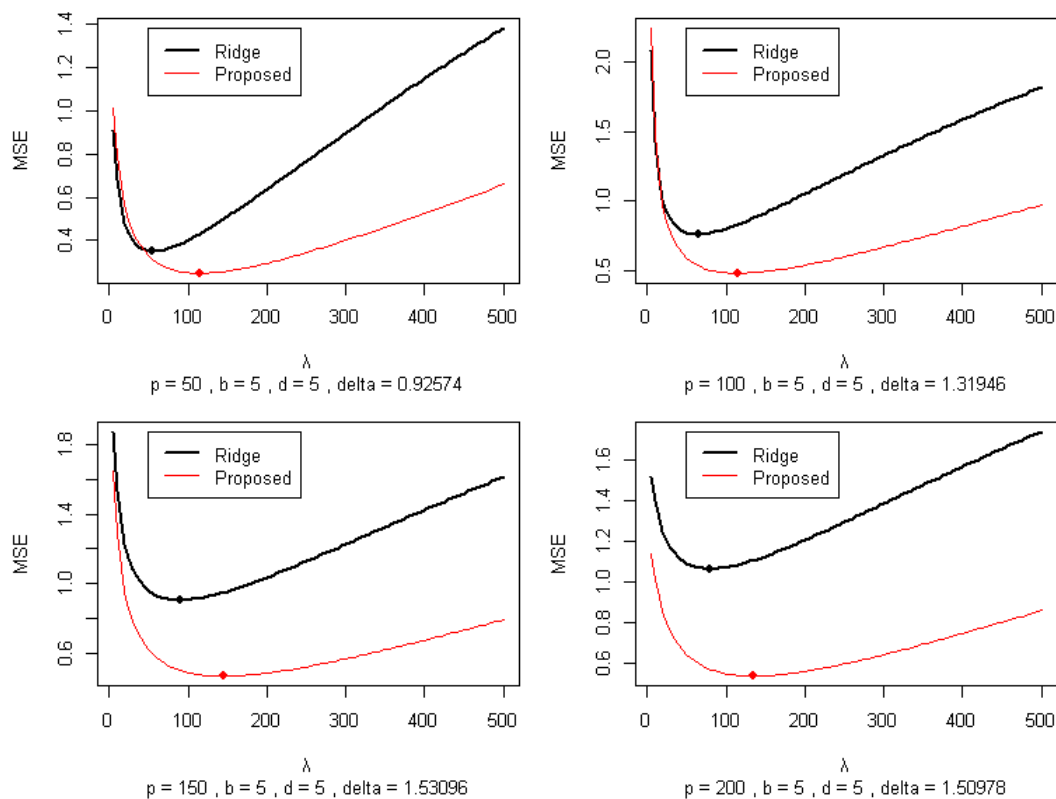 MSE
1.4
1.2
1.0
0.8
0.6
0.4
Ridge
Proposed
0 100 200 300 400 500
λ
p = 50 , b = 5 , d = 5 , delta = 0.92574
MSE
2.0
1.5
1.0
0.5
Ridge
Proposed
0 100 200 300 400 500
λ
p = 100 , b = 5 , d = 5 , delta = 1.31946
MSE
1.8
1.4
1.0
0.6
Ridge
Proposed
0 100 200 300 400 500
λ
p = 150 , b = 5 , d = 5 , delta = 1.53096
MSE
1.6
1.4
1.2
1.0
0.8
0.6
Ridge
Proposed
0 100 200 300 400 500
λ
p = 200 , b = 5 , d = 5 , delta = 1.50978